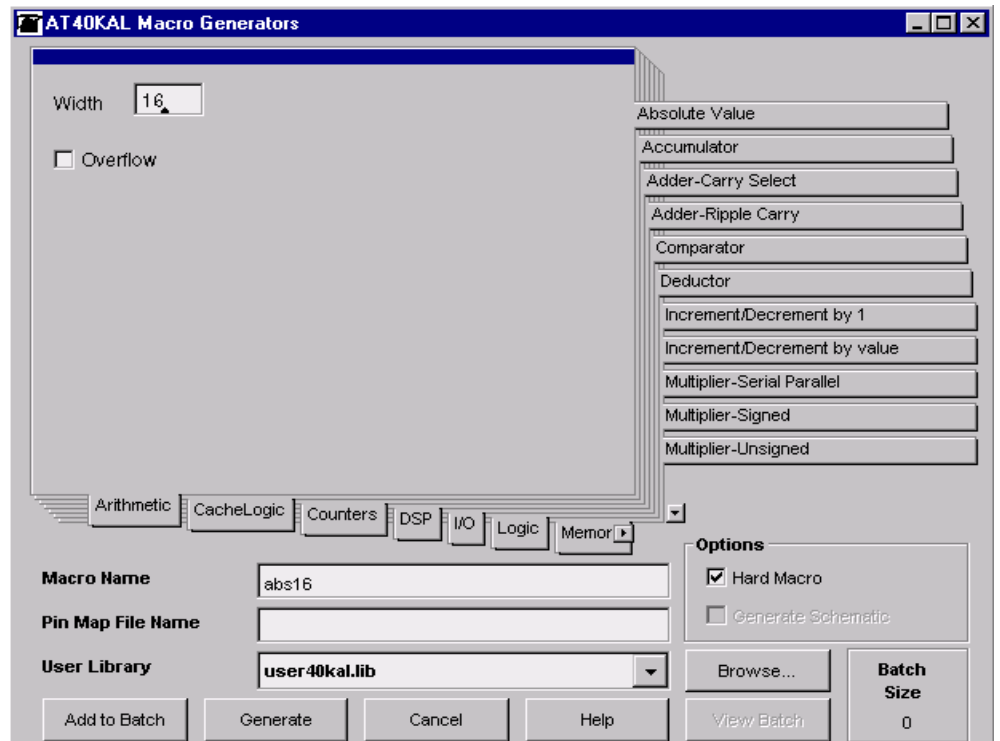 AT40KAL Macro Generators
Width 16
Overflow
Absolute Value
Accumulator
Adder-Carry Select
Adder-Ripple Carry
Comparator
Deductor
Increment/Decrement by 1
Increment/Decrement by value
Multiplier-Serial Parallel
Multiplier-Signed
Multiplier-Unsigned
Arithmetic CacheLogic Counters DSP I/O Logic Memor
Options
Macro Name abs16
Hard Macro
Pin Map File Name
Generate Schematic
User Library user40kal.lib
Browse...
Batch
Size
0
Add to Batch Generate Cancel Help View Batch